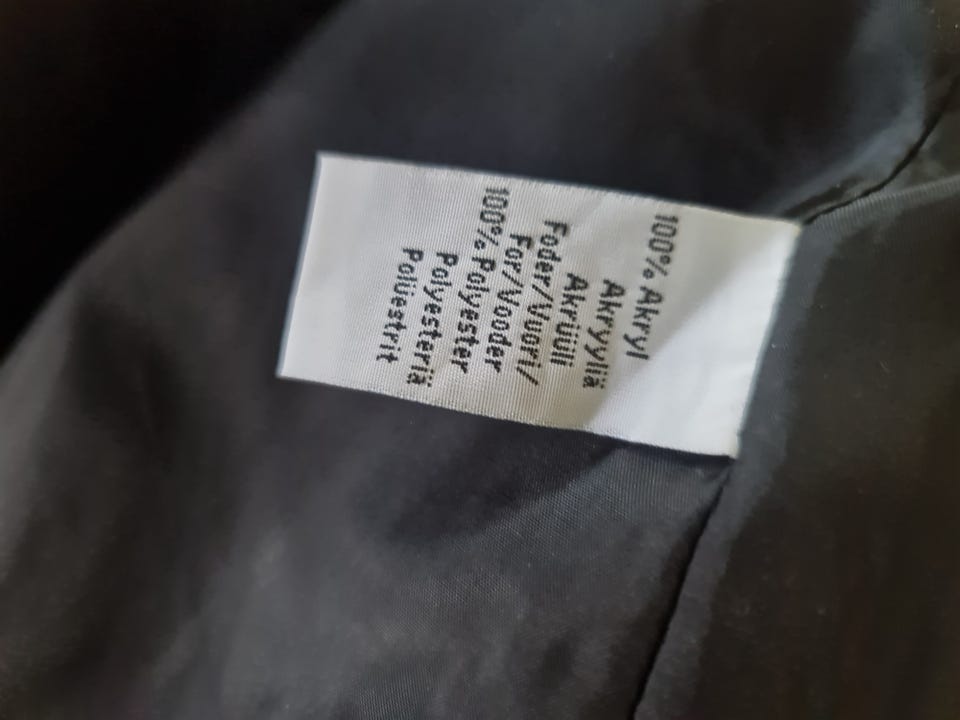 100% Akryl
Akryyliä
Akrüül
Foder/Vuori/
For/Vooder
100% Polyester
Polyesteriä
Polüestrit